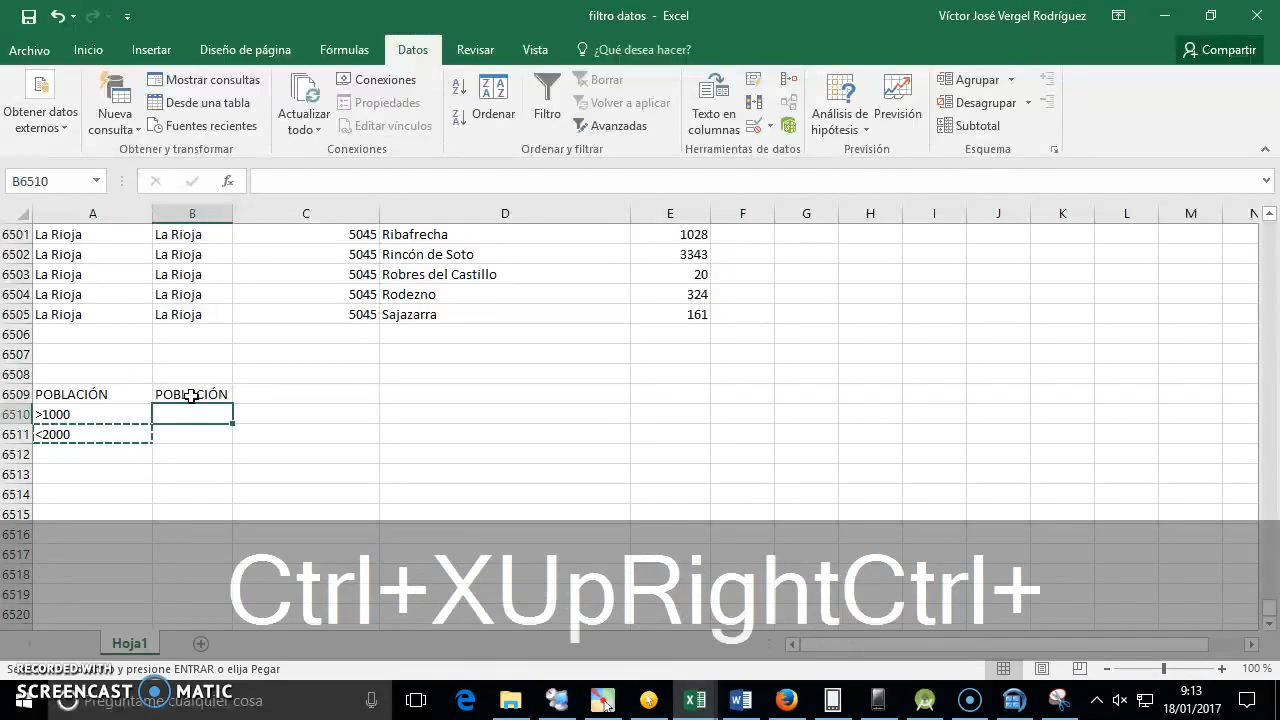 filtro datos - Excel
Víctor José Vergel Rodríguez
Archivo Inicio Insertar Diseño de página Fórmulas Datos Revisar Vista ¿Qué desea hacer? Compartir
Obtener datos externos
Nueva consulta
Mostrar consultas
Desde una tabla
Fuentes recientes
Obtener y transformar
Actualizar todo
Conexiones
Propiedades
Editar vínculos
Conexiones
Ordenar
Filtro
Borrar
Volver a aplicar
Avanzadas
Ordenar y filtrar
Texto en columnas
Herramientas de datos
Análisis de hipótesis
Previsión
Previsión
Agrupar
Desagrupar
Subtotal
Esquema
B6510
fx
A B C D E F G H I J K L M N
6501 La Rioja La Rioja 5045 Ribafrecha 1028
6502 La Rioja La Rioja 5045 Rincón de Soto 3343
6503 La Rioja La Rioja 5045 Robres del Castillo 20
6504 La Rioja La Rioja 5045 Rodezno 324
6505 La Rioja La Rioja 5045 Sajazarra 161
6506
6507
6508
6509 POBLACIÓN POBLACIÓN
6510 >1000
6511 <2000
6512
6513
6514
6515
6516
6517
6518
6519
6520
Ctrl+XUpRightCtrl+
Hoja1
y presione ENTRAR o elija Pegar
100 %
RECORDED WITH
SCREENCAST MATIC
Pregúntame cualquier cosa
9:13
18/01/2017